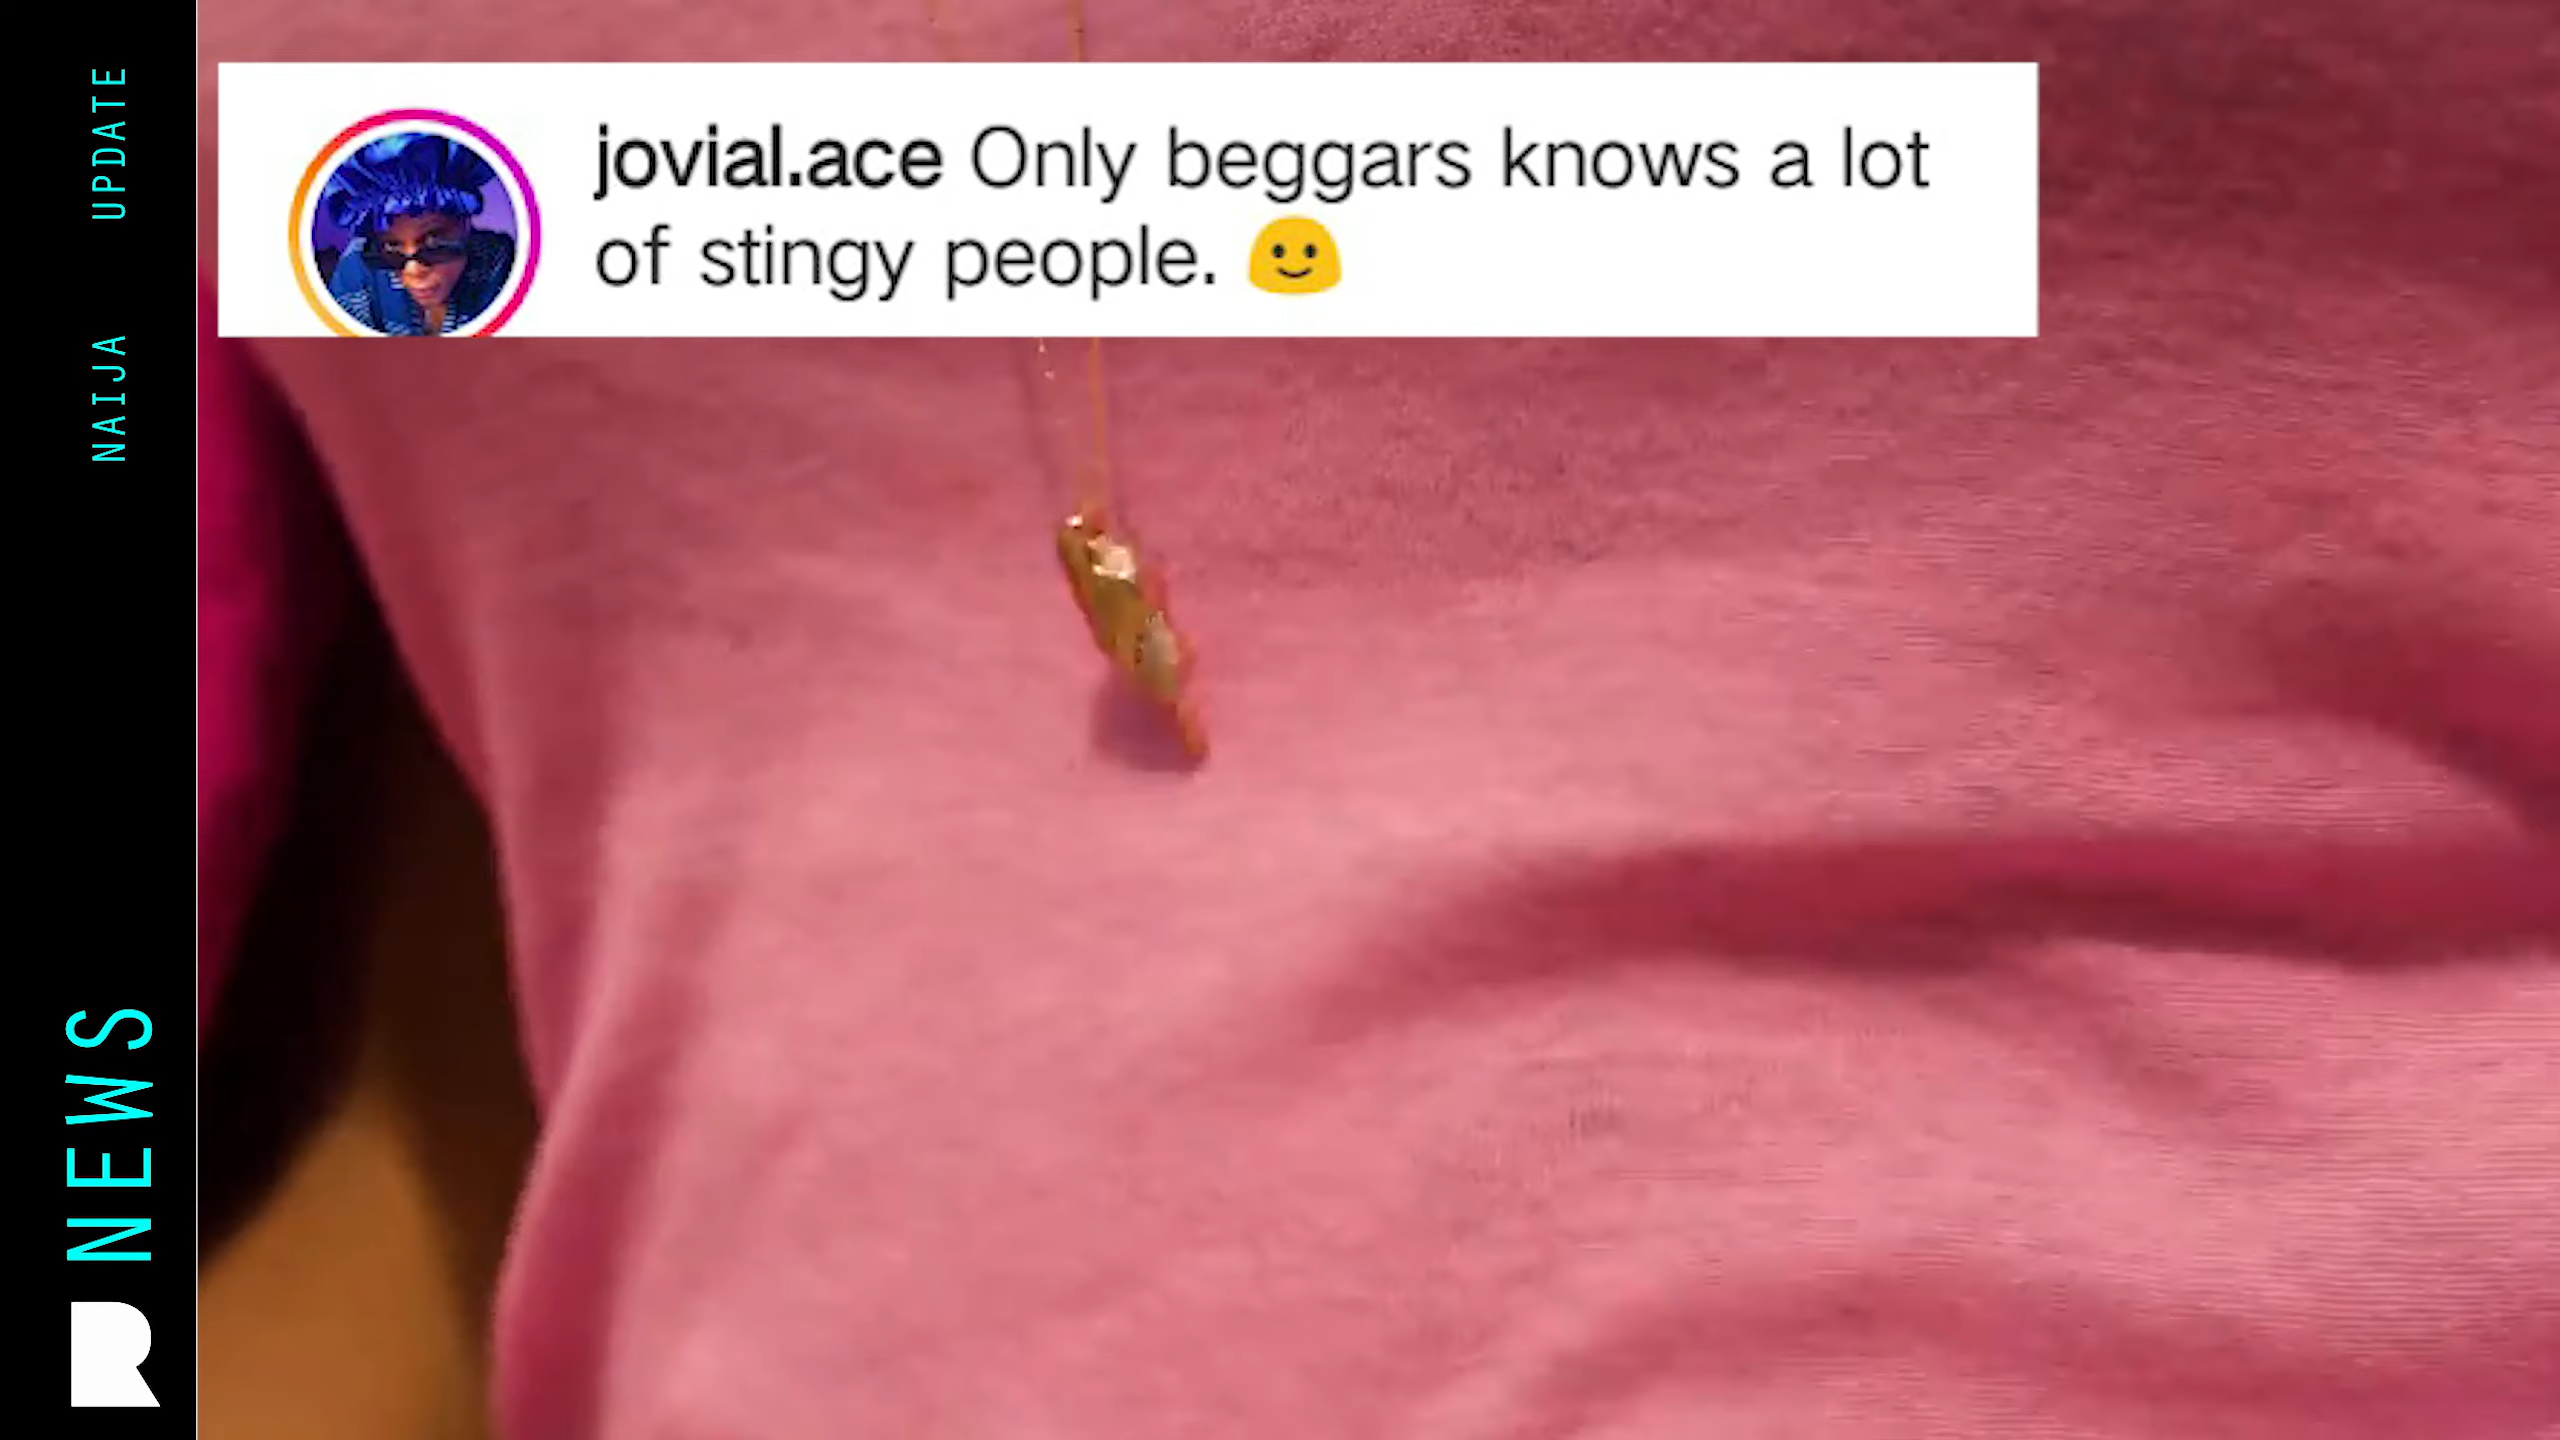 jovial.ace Only beggars knows a lot
of stingy people. 🙂
NAIJA UPDATE
NEWS
R